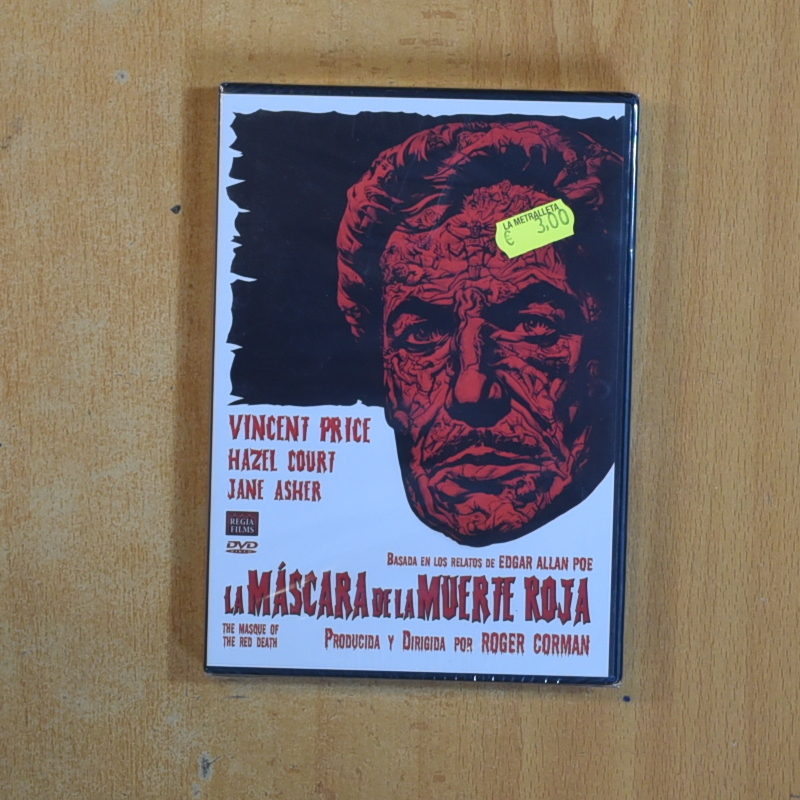 LA METRALLETA
€ 3,00
VINCENT PRICE
HAZEL COURT
JANE ASHER
REGIA
FILMS
DVD
VIDEO
BASADA EN LOS RELATOS DE EDGAR ALLAN POE
LA MÁSCARA DE LA MUERTE ROJA
THE MASQUE OF
THE RED DEATH
PRODUCIDA Y DIRIGIDA POR ROGER CORMAN